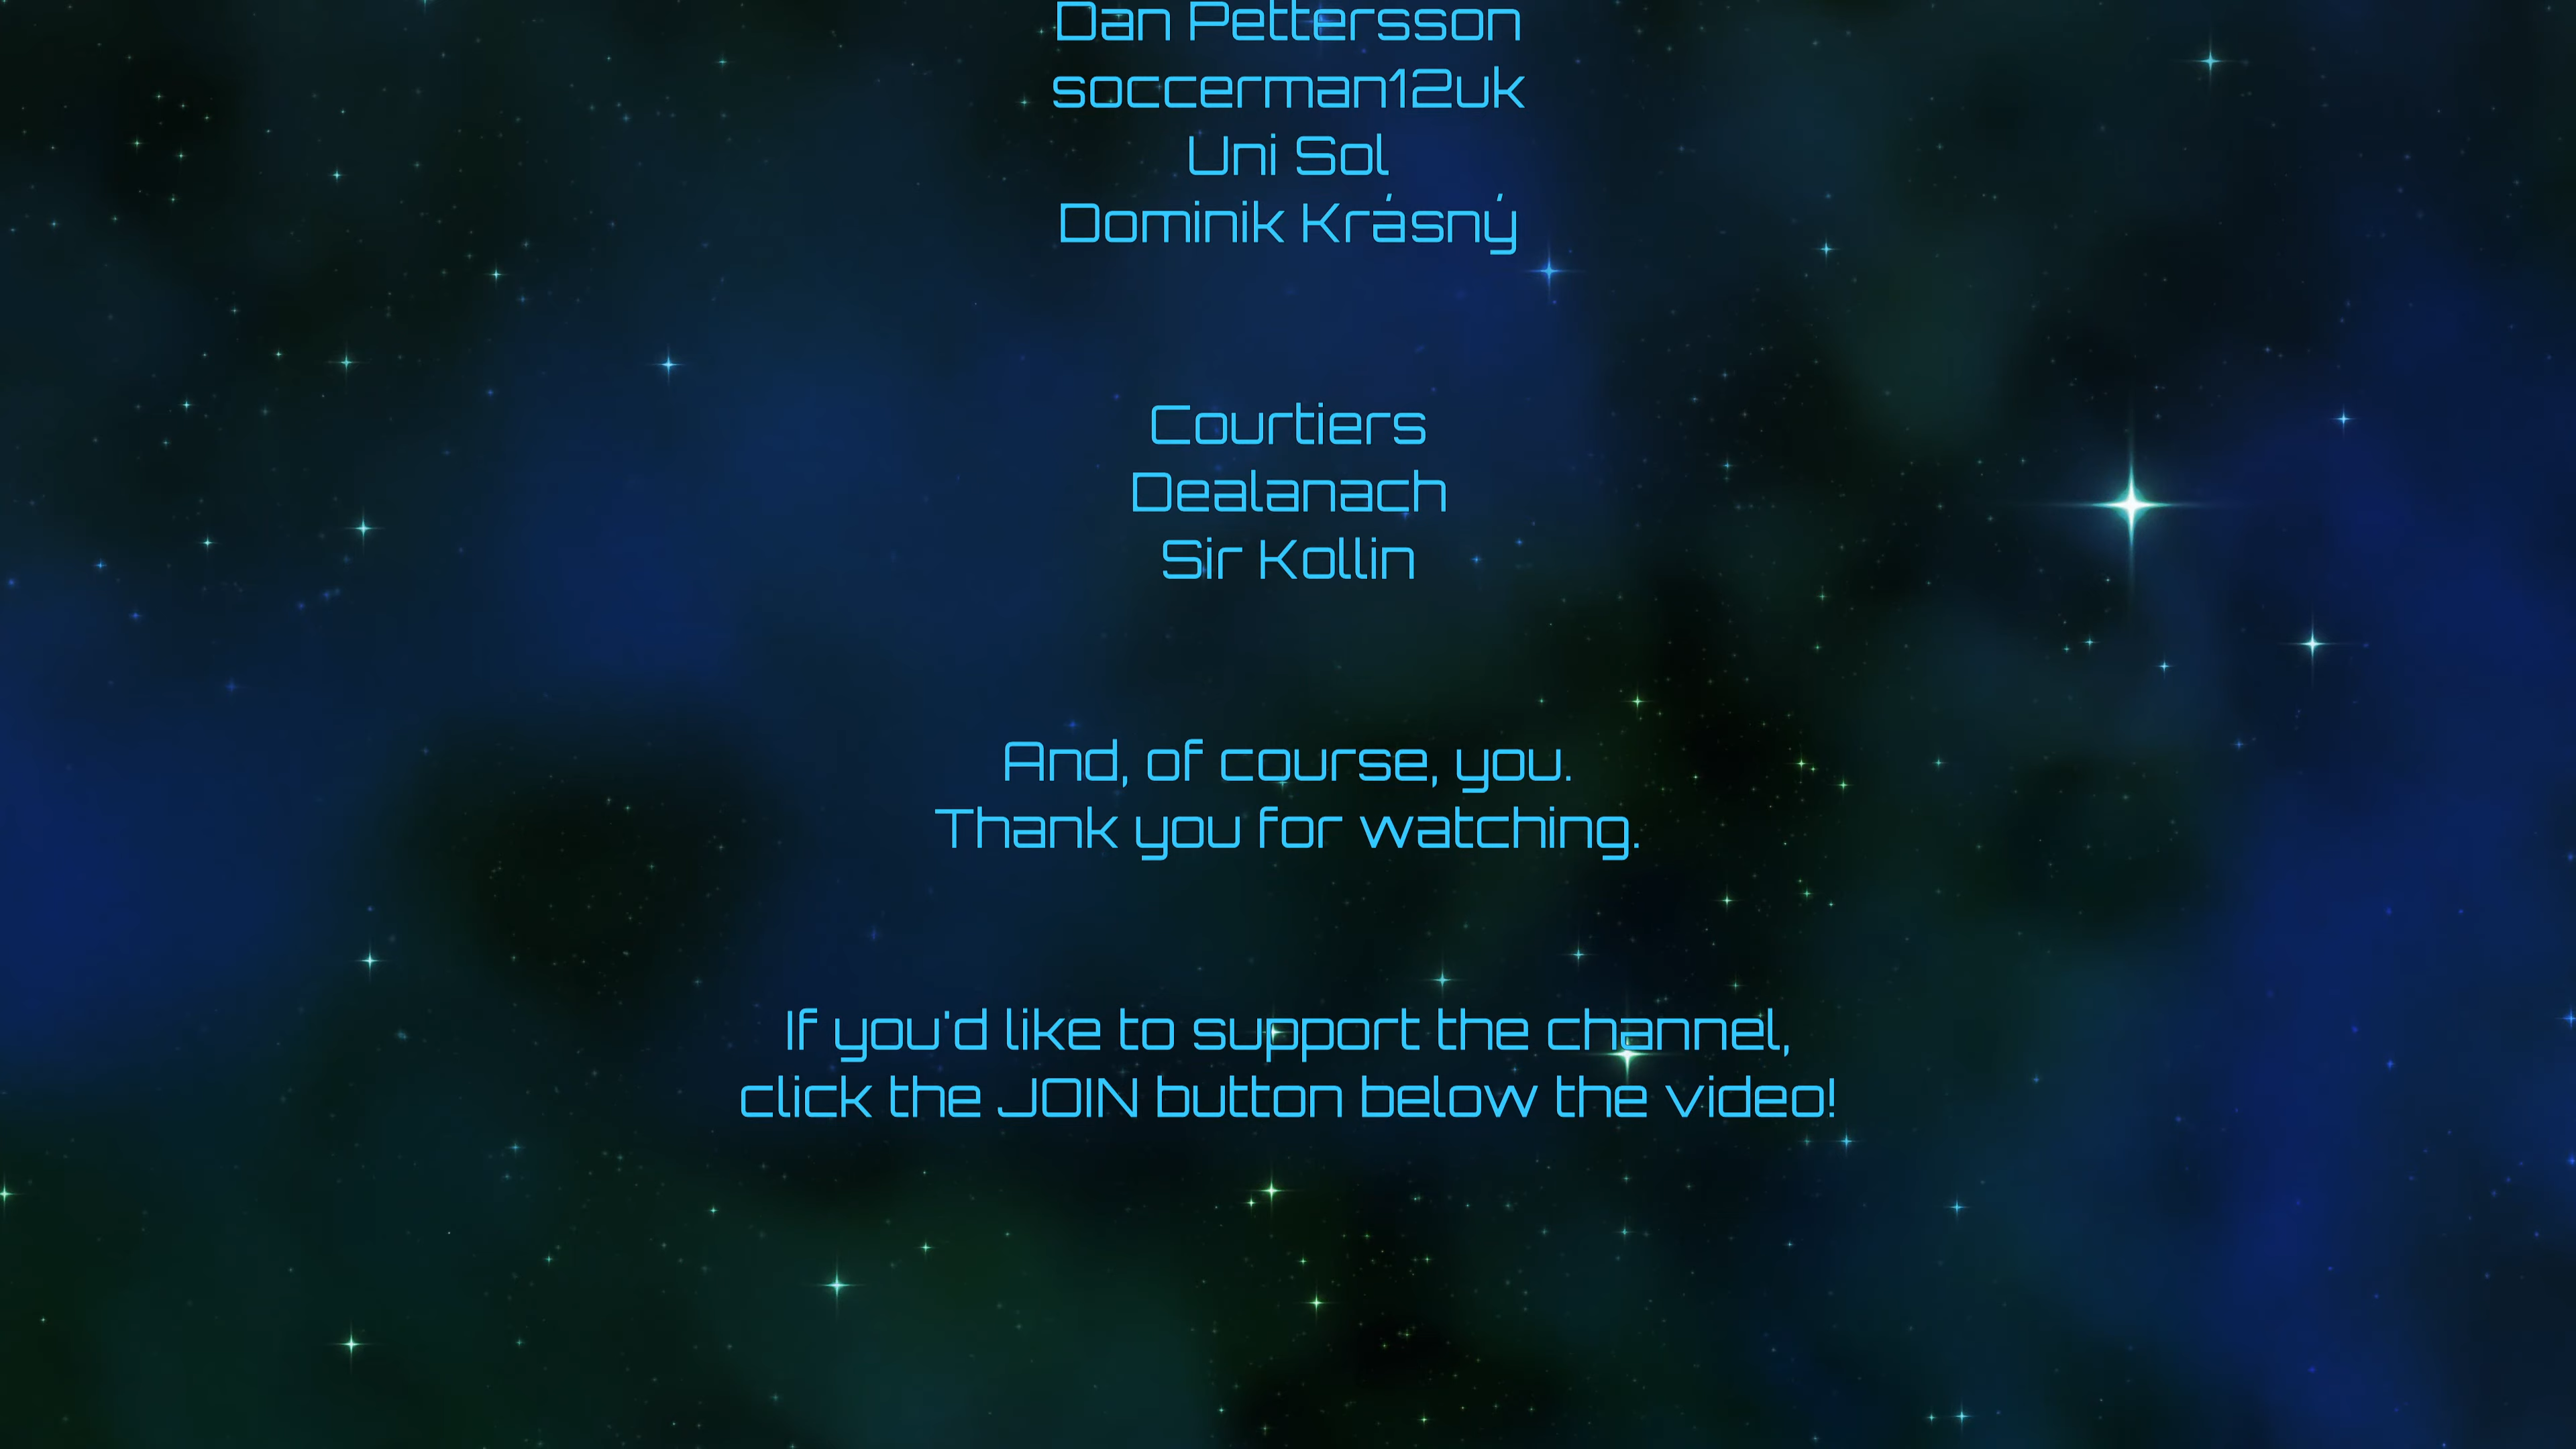 Dan Pettersson
soccerman12uk
Uni Sol
Dominik Krásný
Courtiers
Dealanach
Sir Kollin
And, of course, you.
Thank you for watching.
If you'd like to support the channel,
click the JOIN button below the video!